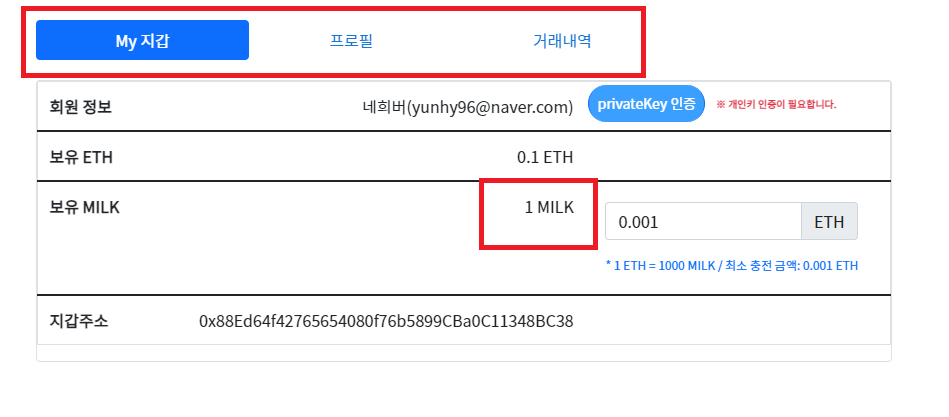 My 지갑 프로필 거래내역
회원 정보 네희버(yunhy96@naver.com) privateKey 인증 ※ 개인키 인증이 필요합니다.
보유 ETH 0.1 ETH
보유 MILK 1 MILK 0.001 ETH
* 1 ETH = 1000 MILK / 최소 충전 금액: 0.001 ETH
지갑주소 0x88Ed64f42765654080f76b5899CBa0C11348BC38